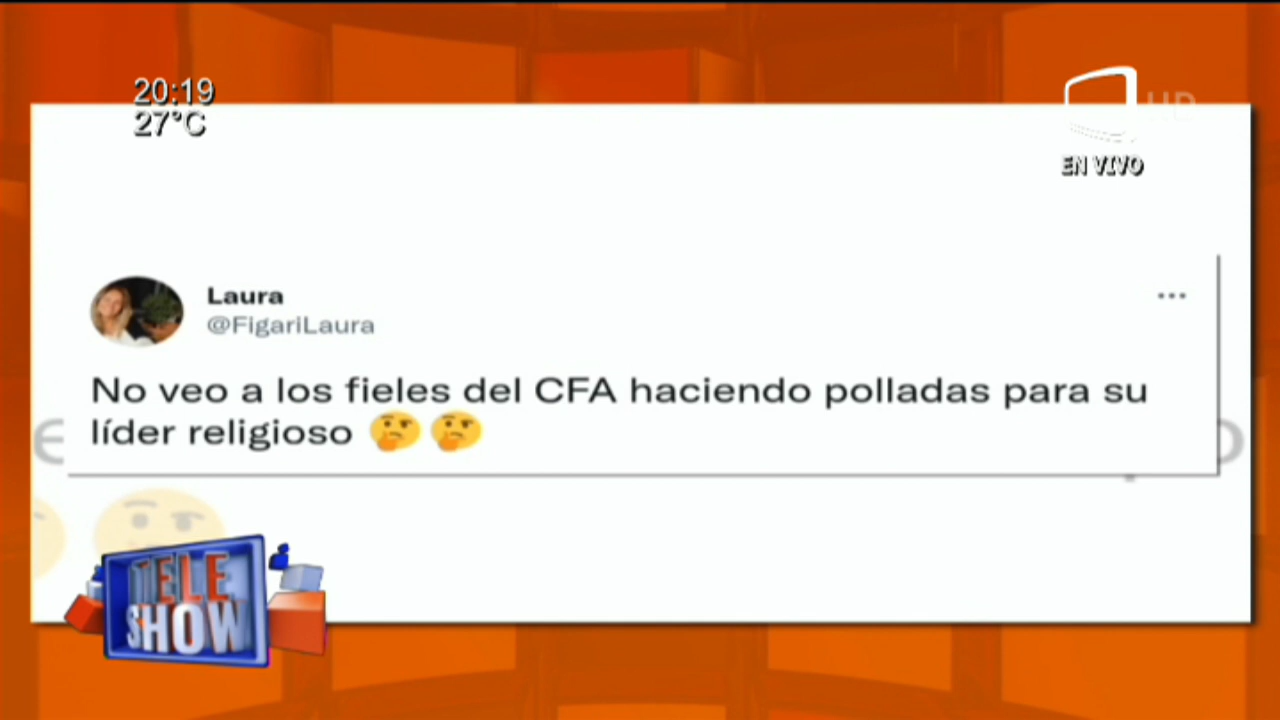 20:19
27°C
HD
EN VIVO
Laura
@FigariLaura
No veo a los fieles del CFA haciendo polladas para su
líder religioso 🤔🤔
TELE
SHOW